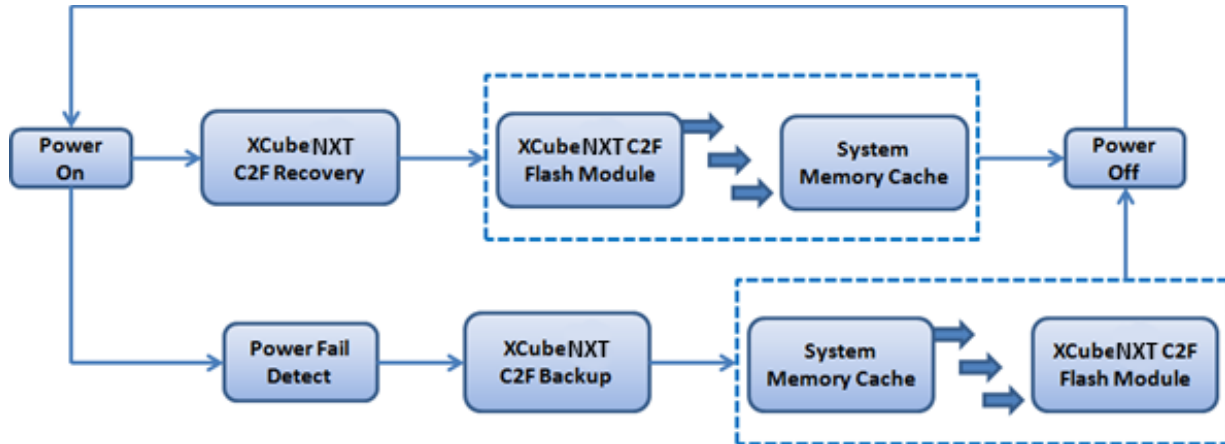 Power
On
XCubeNXT
C2F Recovery
XCubeNXT C2F
Flash Module
System
Memory Cache
Power
Off
Power Fail
Detect
XCubeNXT
C2F Backup
System
Memory Cache
XCubeNXT C2F
Flash Module